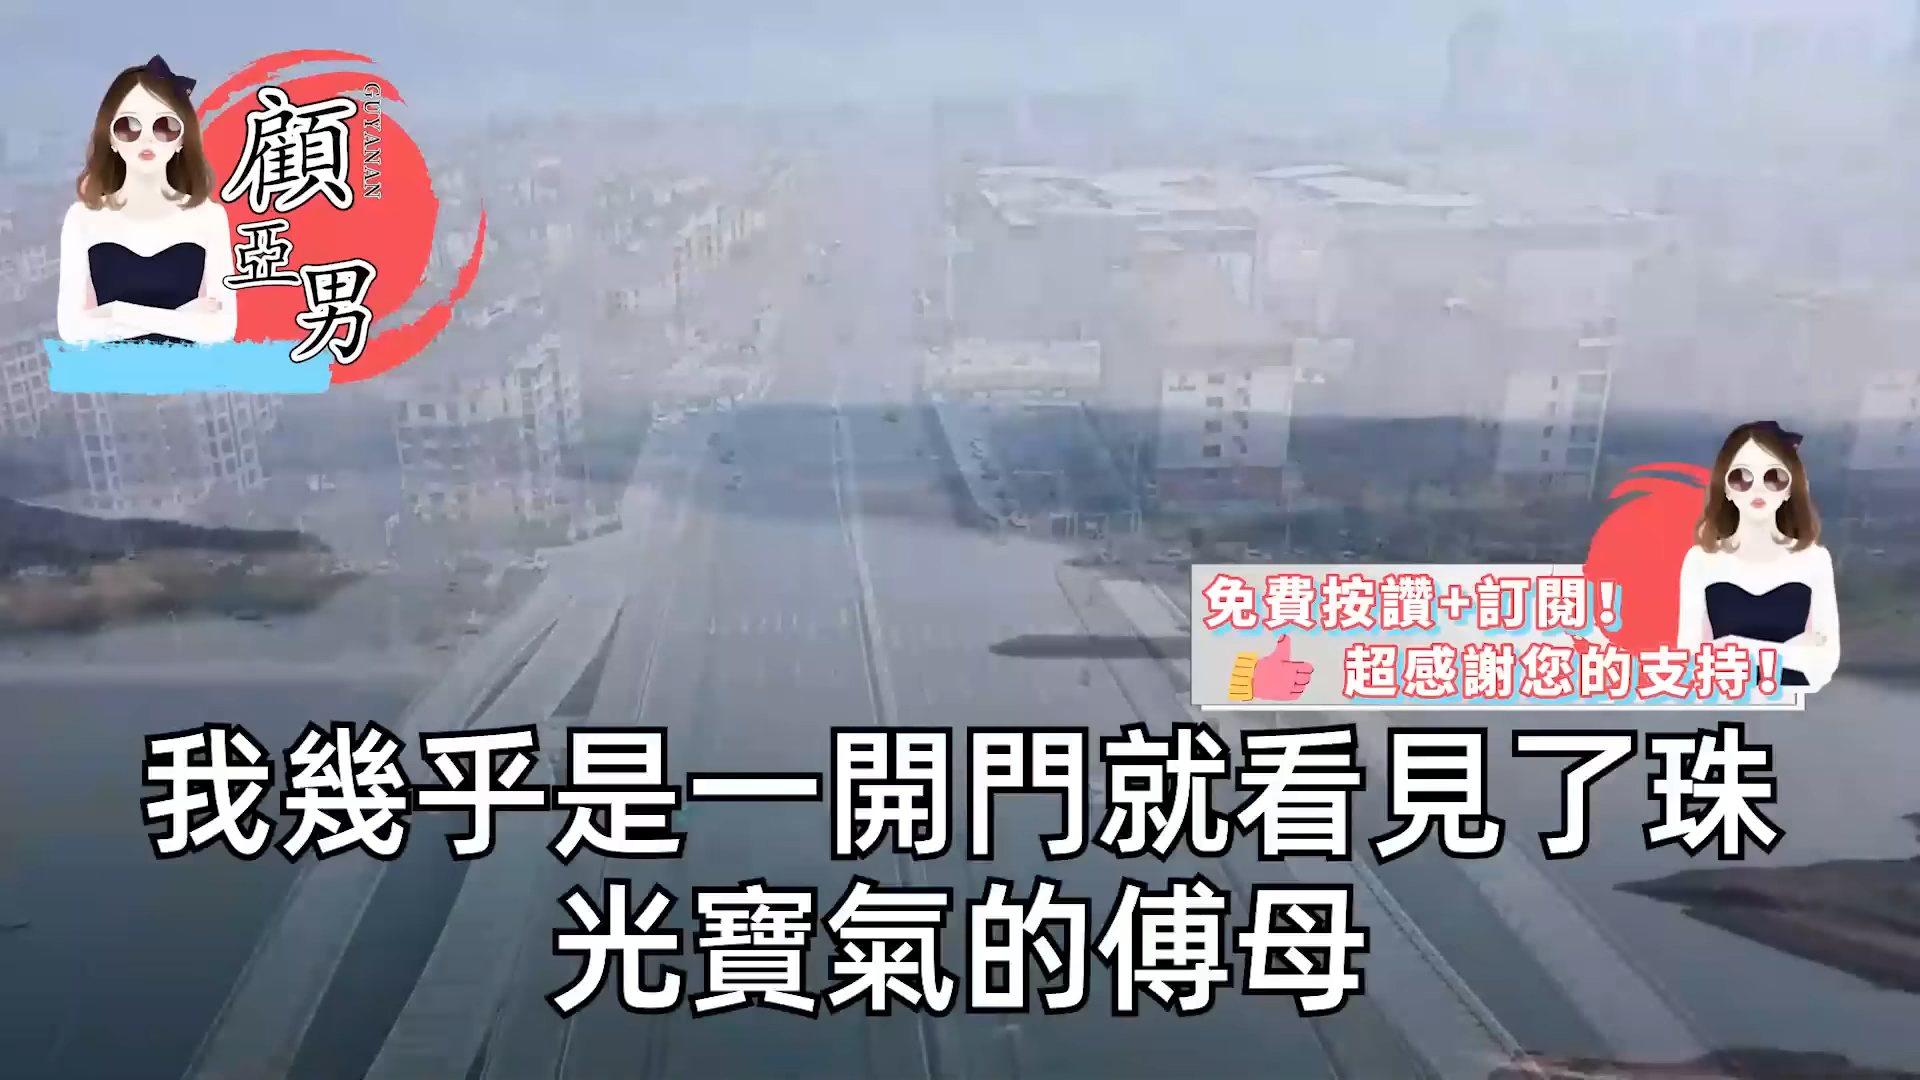 顧亞男
GUYANAN
免費按讚+訂閱！
超感謝您的支持！
我幾乎是一開門就看見了珠
光寶氣的傅母